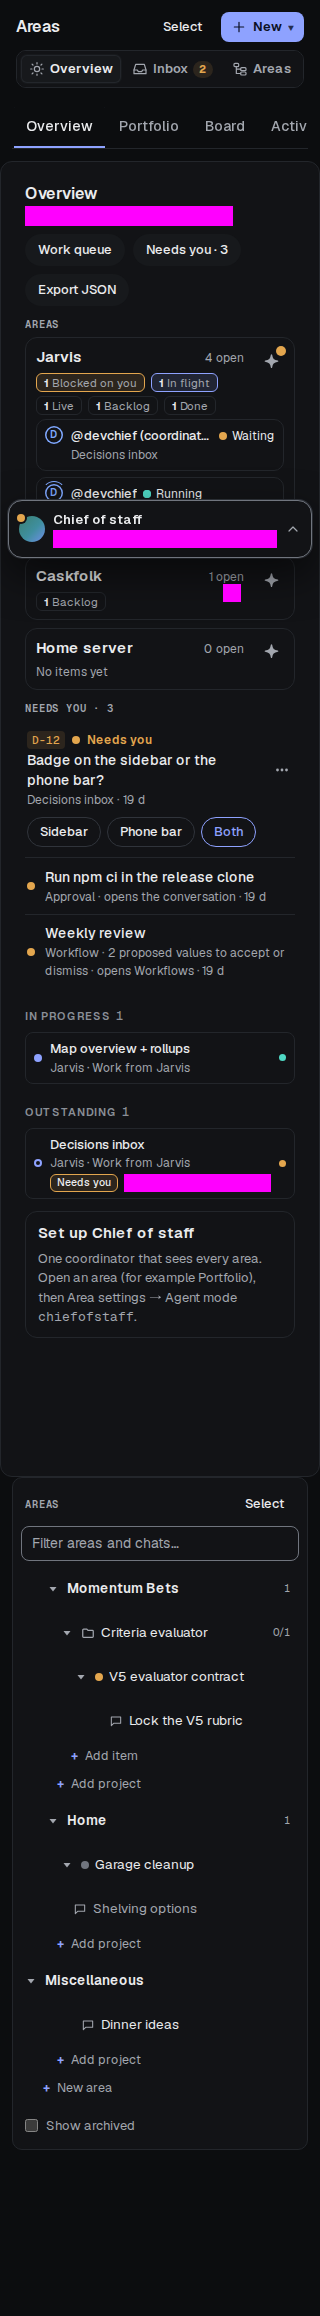 Areas
Select
+ New ▾
Overview
Inbox 2
Areas
Overview
Portfolio
Board
Activ
Overview
Work queue
Needs you · 3
Export JSON
AREAS
Jarvis
4 open
1 Blocked on you
1 In flight
1 Live
1 Backlog
1 Done
D
@devchief (coordinat...
Waiting
Decisions inbox
D
@devchief
Running
Chief of staff
Caskfolk
1 open
1 Backlog
Home server
0 open
No items yet
NEEDS YOU · 3
D-12
Needs you
Badge on the sidebar or the
phone bar?
Decisions inbox · 19 d
Sidebar
Phone bar
Both
Run npm ci in the release clone
Approval · opens the conversation · 19 d
Weekly review
Workflow · 2 proposed values to accept or
dismiss · opens Workflows · 19 d
IN PROGRESS 1
Map overview + rollups
Jarvis · Work from Jarvis
OUTSTANDING 1
Decisions inbox
Jarvis · Work from Jarvis
Needs you
Set up Chief of staff
One coordinator that sees every area.
Open an area (for example Portfolio),
then Area settings → Agent mode
chiefofstaff.
AREAS
Select
Filter areas and chats...
Momentum Bets
1
Criteria evaluator
0/1
V5 evaluator contract
Lock the V5 rubric
+ Add item
+ Add project
Home
1
Garage cleanup
Shelving options
+ Add project
Miscellaneous
Dinner ideas
+ Add project
+ New area
Show archived